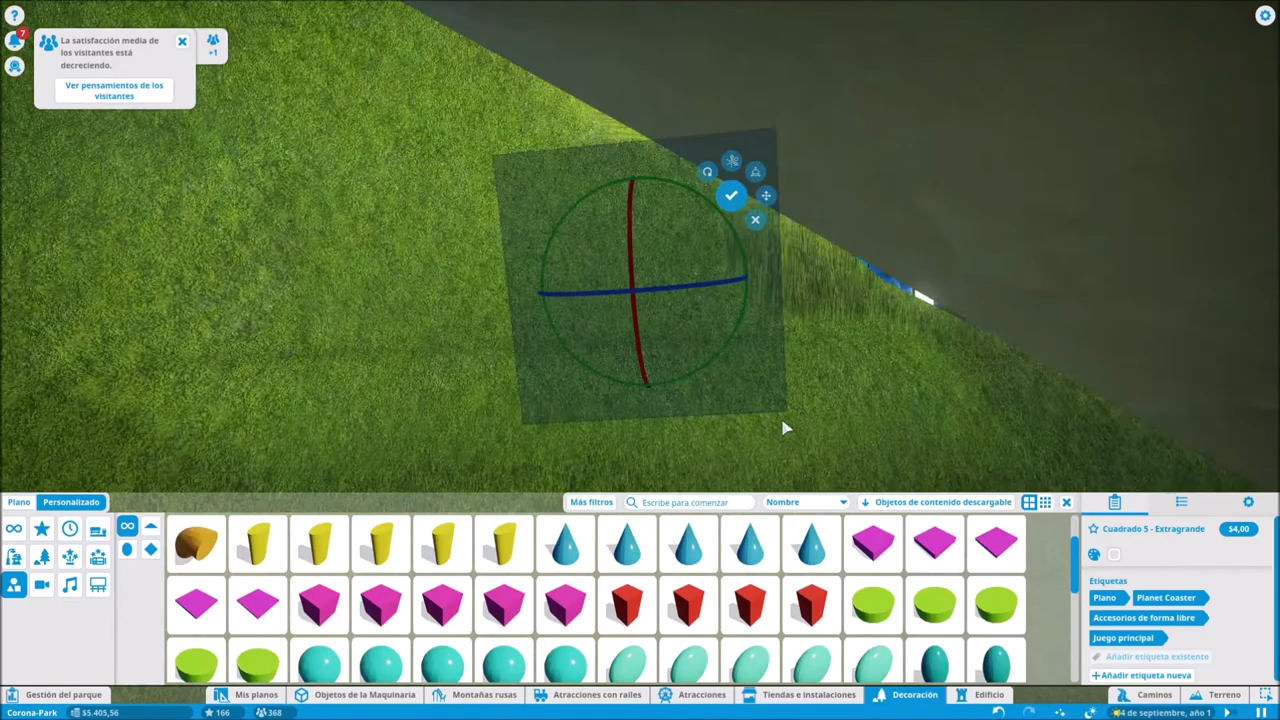 ?
7
La satisfacción media de
los visitantes está
decreciendo.
Ver pensamientos de los
visitantes
+1
Plano
Personalizado
Más filtros
Escribe para comenzar
Nombre
Objetos de contenido descargable
Cuadrado 5 - Extragrande
$4,00
Etiquetas
Plano
Planet Coaster
Accesorios de forma libre
Juego principal
Añadir etiqueta existente
+Añadir etiqueta nueva
Gestión del parque
Mis planos
Objetos de la Maquinaria
Montañas rusas
Atracciones con raíles
Atracciones
Tiendas e instalaciones
Decoración
Edificio
Caminos
Terreno
Corona-Park
$5.405,56
166
368
4 de septiembre, año 1